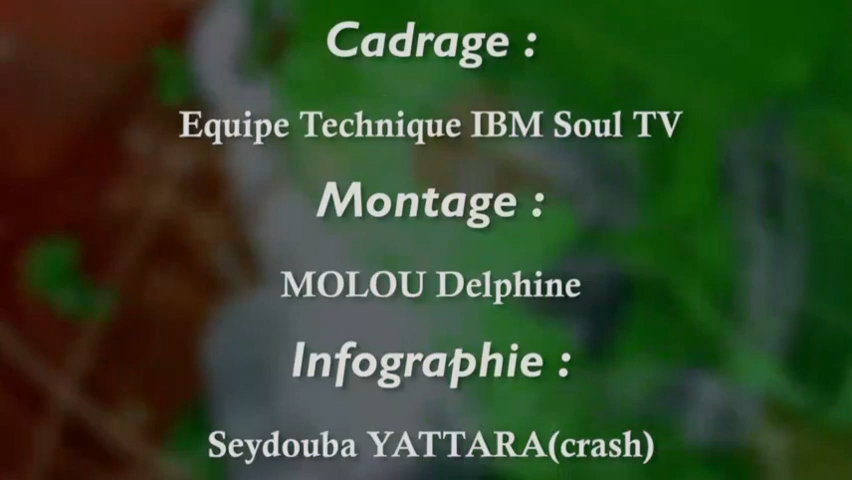 Cadrage :
Equipe Technique IBM Soul TV
Montage :
MOLOU Delphine
Infographie :
Seydouba YATTARA(crash)